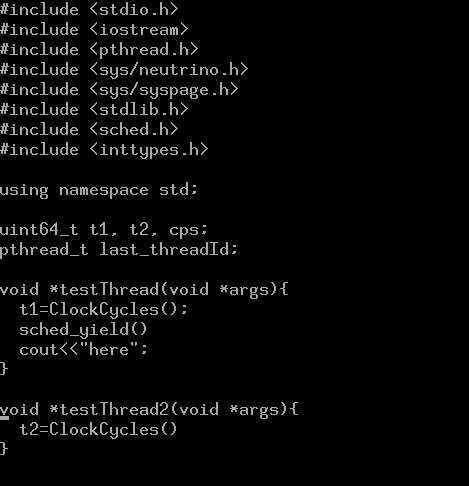 #include <stdio.h>
#include <iostream>
#include <pthread.h>
#include <sys/neutrino.h>
#include <sys/syspage.h>
#include <stdlib.h>
#include <sched.h>
#include <inttypes.h>

using namespace std;

uint64_t t1, t2, cps;
pthread_t last_threadId;

void *testThread(void *args){
  t1=ClockCycles();
  sched_yield()
  cout<<"here";
}

void *testThread2(void *args){
  t2=ClockCycles()
}